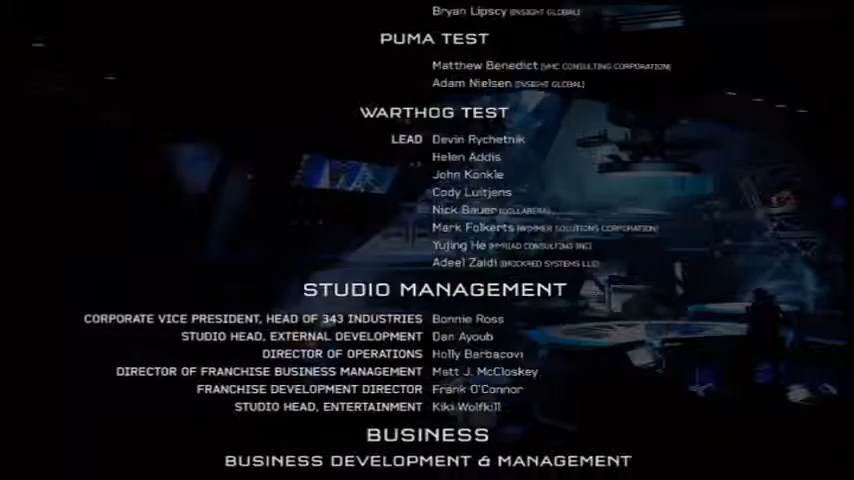 Bryan Lipscy (INSIGHT GLOBAL)
PUMA TEST
Matthew Benedict (VMC CONSULTING CORPORATION)
Adam Nielsen (INSIGHT GLOBAL)
WARTHOG TEST
LEAD Devin Rychetnik
Helen Addis
John Konkle
Cody Luitjens
Nick Bauer (COLLABERA)
Mark Folkerts (WIMMER SOLUTIONS CORPORATION)
Yujing He (MYRIAD CONSULTING INC)
Adeel Zaidi (BRICKRED SYSTEMS LLC)
STUDIO MANAGEMENT
CORPORATE VICE PRESIDENT, HEAD OF 343 INDUSTRIES Bonnie Ross
STUDIO HEAD, EXTERNAL DEVELOPMENT Dan Ayoub
DIRECTOR OF OPERATIONS Holly Barbacovi
DIRECTOR OF FRANCHISE BUSINESS MANAGEMENT Matt J. McCloskey
FRANCHISE DEVELOPMENT DIRECTOR Frank O'Connor
STUDIO HEAD, ENTERTAINMENT Kiki Wolfkill
BUSINESS
BUSINESS DEVELOPMENT & MANAGEMENT